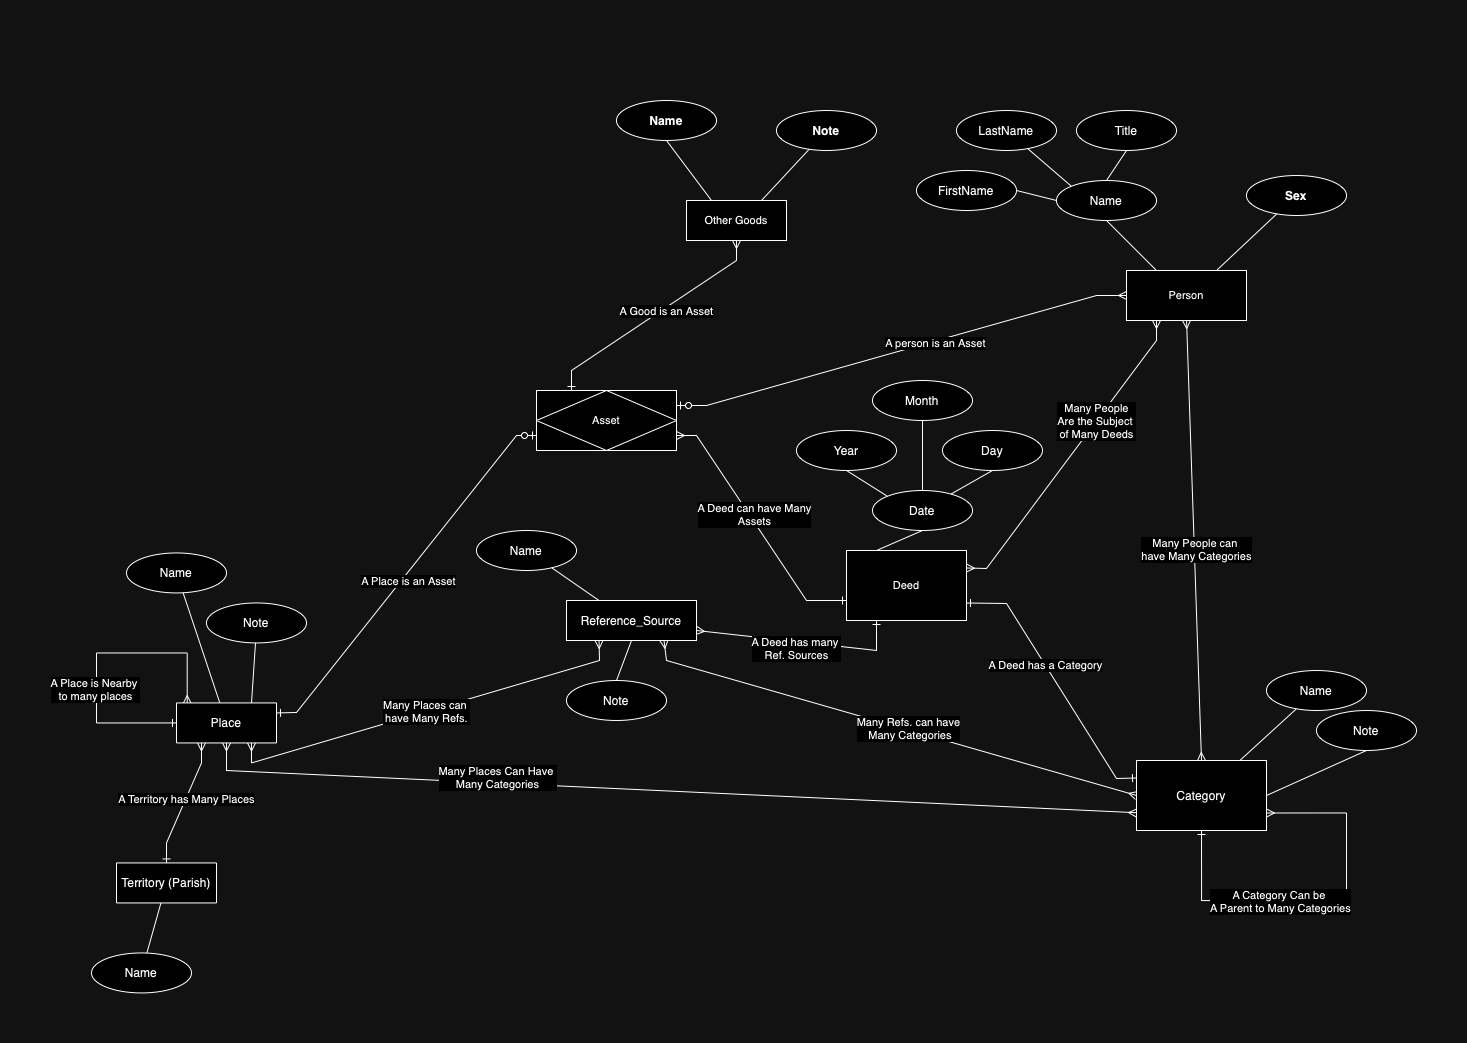 Name
Note
LastName
Title
FirstName
Name
Sex
Other Goods
Person
A Good is an Asset
A person is an Asset
Asset
Month
Many People
Are the Subject
of Many Deeds
Year
Day
Date
A Deed can have Many
Assets
Name
Many People can
have Many Categories
Name
A Place is an Asset
Deed
Note
Reference_Source
A Deed has many
Ref. Sources
A Deed has a Category
A Place is Nearby
to many places
Note
Name
Many Places can
have Many Refs.
Place
Many Refs. can have
Many Categories
Note
Many Places Can Have
Many Categories
A Territory has Many Places
Category
Territory (Parish)
A Category Can be
A Parent to Many Categories
Name